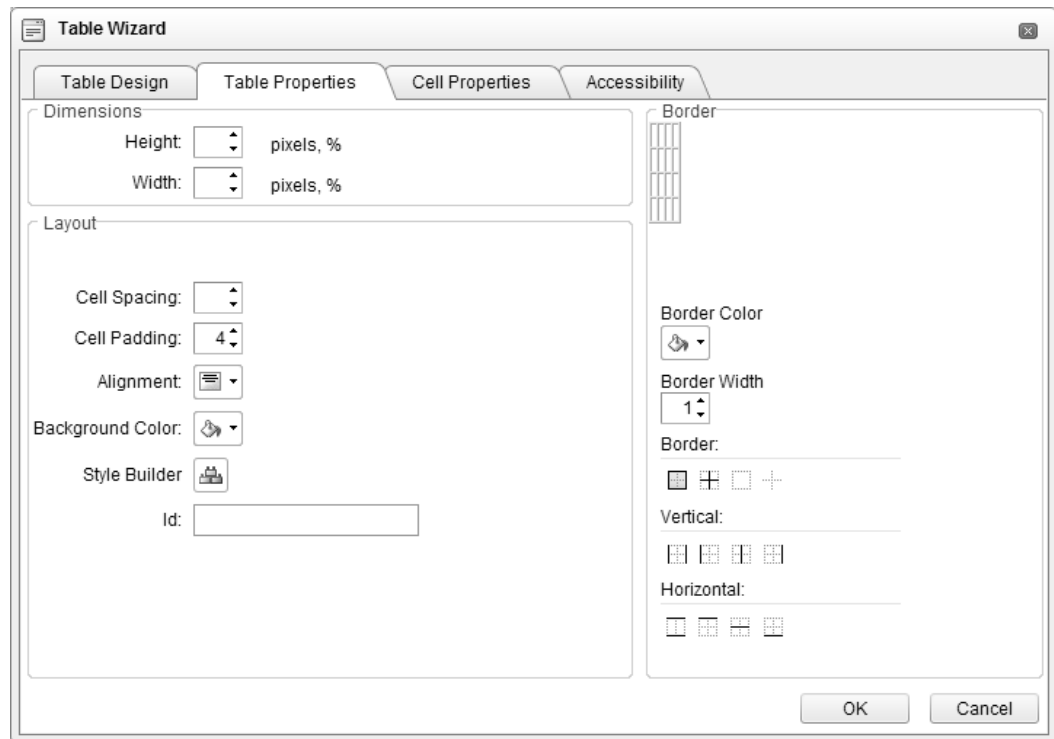 Table Wizard
Table Design Table Properties Cell Properties Accessibility
Dimensions
Height: pixels, %
Width: pixels, %
Layout
Cell Spacing:
Cell Padding: 4
Alignment:
Background Color:
Style Builder
Id:
Border
Border Color
Border Width
1
Border:
Vertical:
Horizontal:
OK Cancel